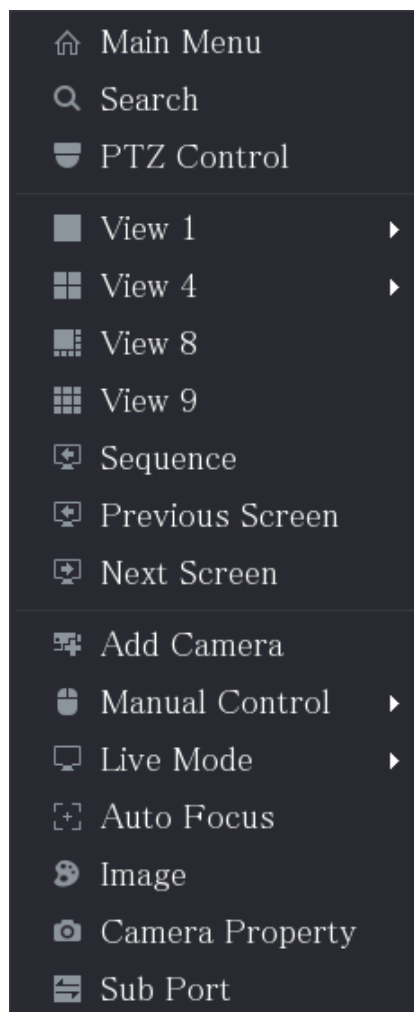 Main Menu
Search
PTZ Control
View 1
View 4
View 8
View 9
Sequence
Previous Screen
Next Screen
Add Camera
Manual Control
Live Mode
Auto Focus
Image
Camera Property
Sub Port